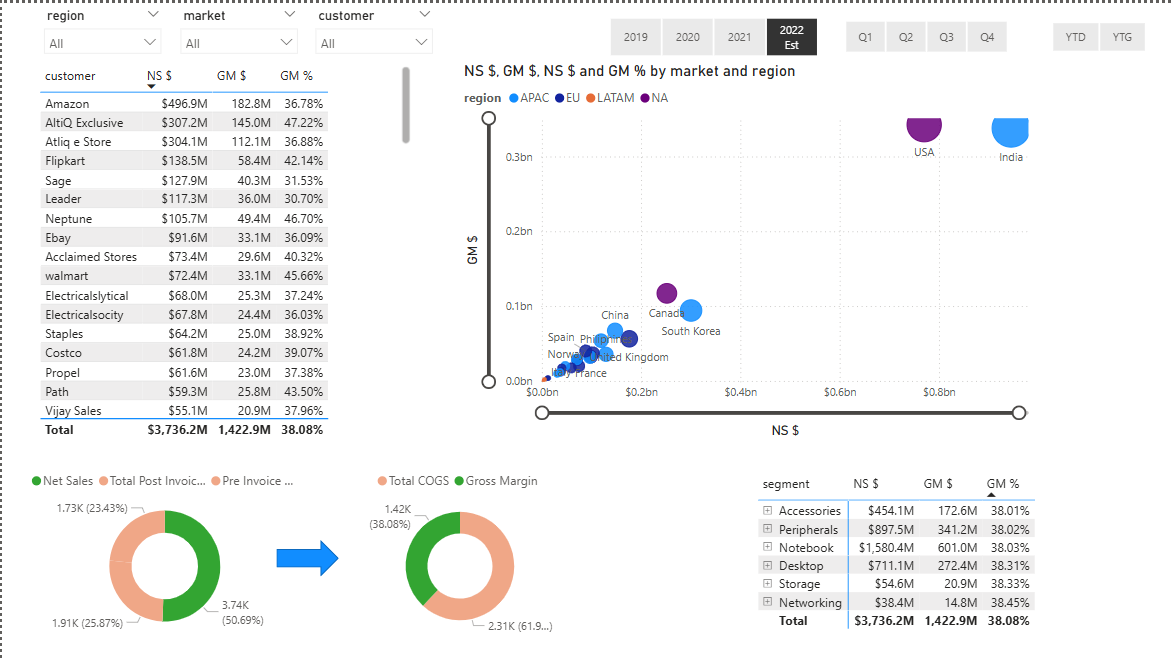 region market customer
All All All
2019 2020 2021 2022 Est Q1 Q2 Q3 Q4 YTD YTG
customer NS $ GM $ GM %
Amazon $496.9M 182.8M 36.78%
AltiQ Exclusive $307.2M 145.0M 47.22%
Atliq e Store $304.1M 112.1M 36.88%
Flipkart $138.5M 58.4M 42.14%
Sage $127.9M 40.3M 31.53%
Leader $117.3M 36.0M 30.70%
Neptune $105.7M 49.4M 46.70%
Ebay $91.6M 33.1M 36.09%
Acclaimed Stores $73.4M 29.6M 40.32%
walmart $72.4M 33.1M 45.66%
Electricalslytical $68.0M 25.3M 37.24%
Electricalsocity $67.8M 24.4M 36.03%
Staples $64.2M 25.0M 38.92%
Costco $61.8M 24.2M 39.07%
Propel $61.6M 23.0M 37.38%
Path $59.3M 25.8M 43.50%
Vijay Sales $55.1M 20.9M 37.96%
Total $3,736.2M 1,422.9M 38.08%
NS $, GM $, NS $ and GM % by market and region
region APAC EU LATAM NA
GM $
0.3bn
0.2bn
0.1bn
0.0bn
USA
India
Canada
South Korea
China
Spain
Philippines
Norway
United Kingdom
Italy
France
$0.0bn $0.2bn $0.4bn $0.6bn $0.8bn
NS $
Net Sales Total Post Invoic... Pre Invoice ...
1.73K (23.43%)
3.74K
(50.69%)
1.91K (25.87%)
Total COGS Gross Margin
1.42K
(38.08%)
2.31K (61.9...)
segment NS $ GM $ GM %
Accessories $454.1M 172.6M 38.01%
Peripherals $897.5M 341.2M 38.02%
Notebook $1,580.4M 601.0M 38.03%
Desktop $711.1M 272.4M 38.31%
Storage $54.6M 20.9M 38.33%
Networking $38.4M 14.8M 38.45%
Total $3,736.2M 1,422.9M 38.08%